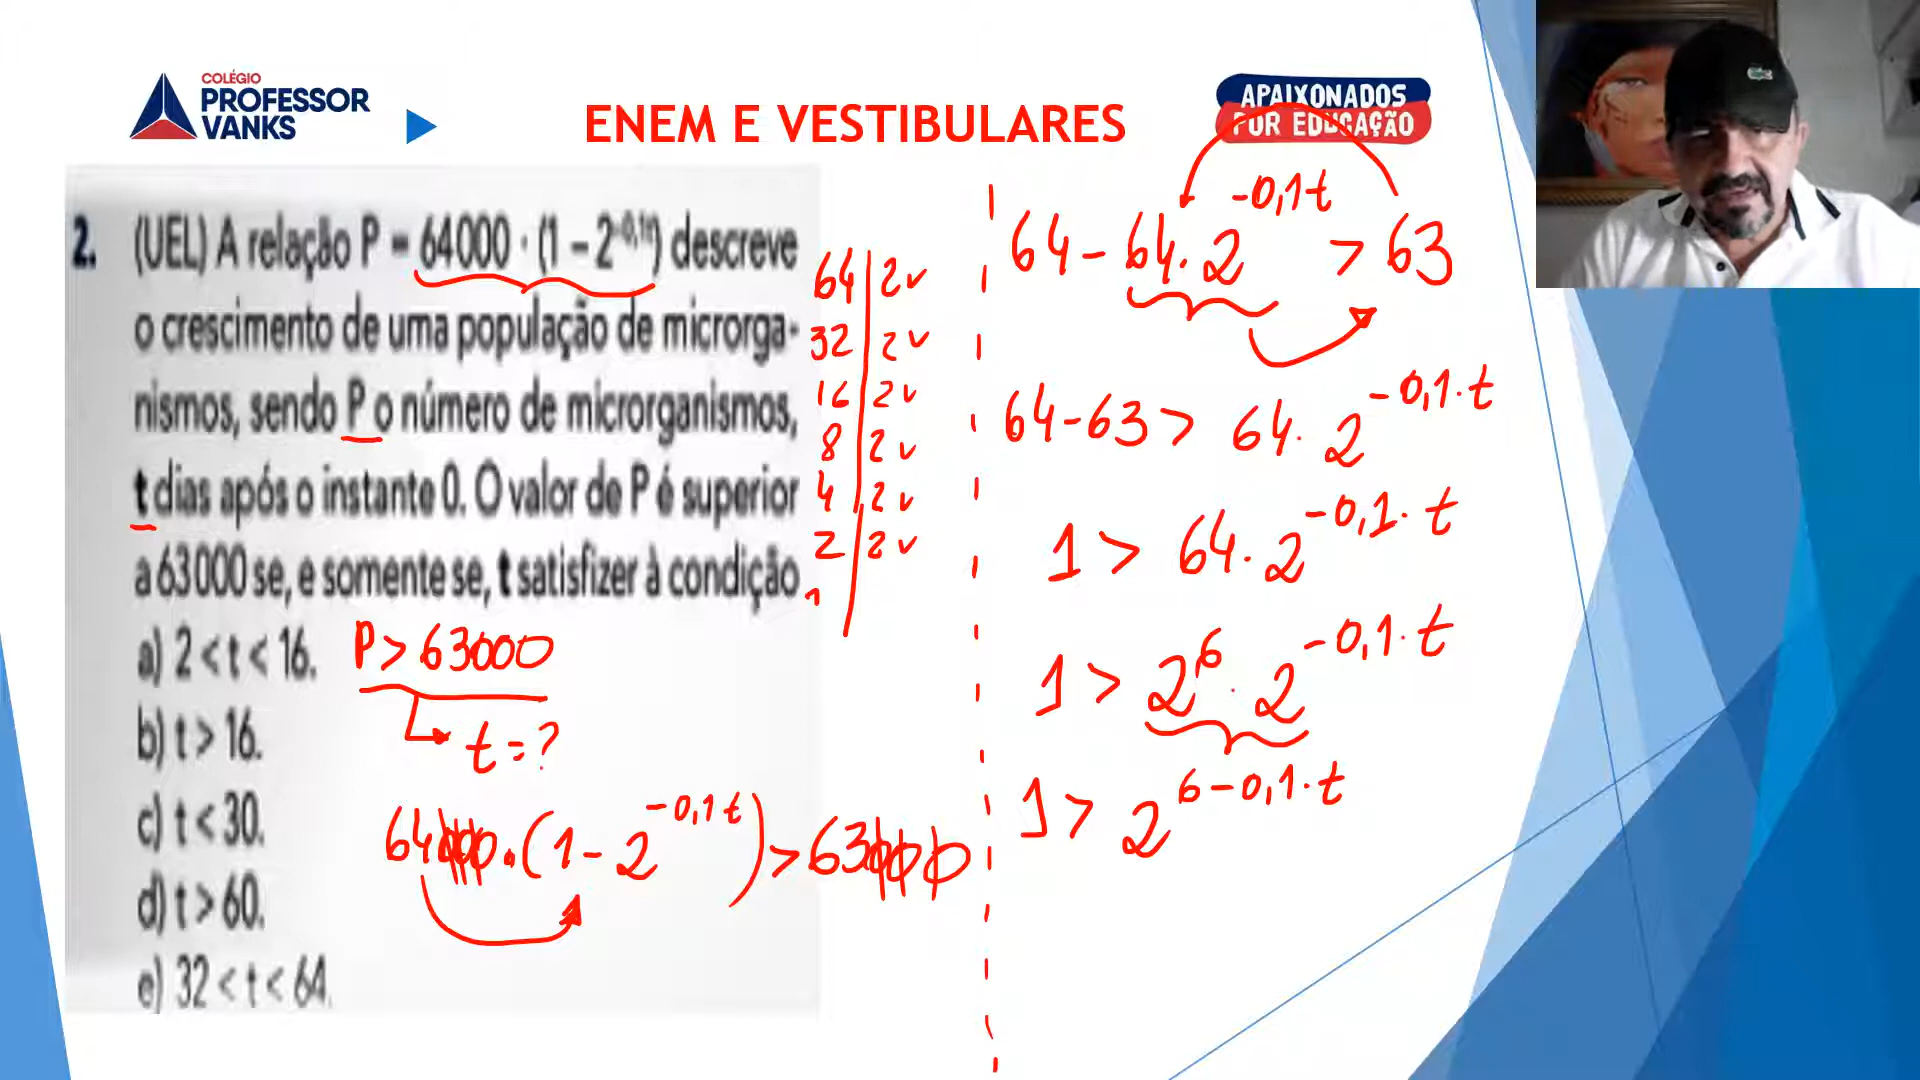 COLÉGIO
PROFESSOR
VANKS
ENEM E VESTIBULARES
APAIXONADOS
POR EDUCAÇÃO
2. (UEL) A relação P = 64 000 · (1 – 2^-0,1t) descreve
o crescimento de uma população de microrga-
nismos, sendo P o número de microrganismos,
t dias após o instante 0. O valor de P é superior
a 63 000 se, e somente se, t satisfizer à condição
a) 2 < t < 16.
b) t > 16.
c) t < 30.
d) t > 60.
e) 32 < t < 64.
P > 63000
t = ?
64000 · (1 - 2^-0,1t) > 63000
64 | 2
32 | 2
16 | 2
8 | 2
4 | 2
2 | 2
1
64 - 64 · 2^-0,1t > 63
64 - 63 > 64 · 2^-0,1·t
1 > 64 · 2^-0,1·t
1 > 2^6 · 2^-0,1·t
1 > 2^6-0,1·t